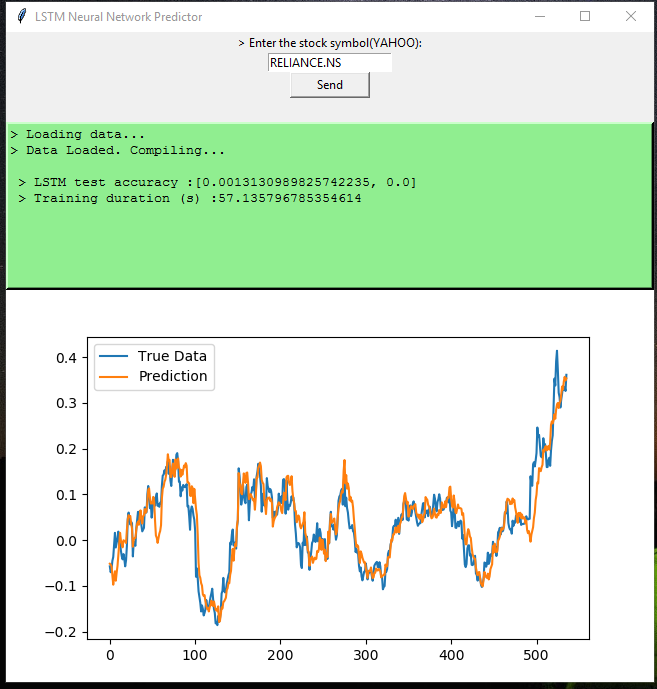 LSTM Neural Network Predictor
> Enter the stock symbol(YAHOO):
RELIANCE.NS
Send
> Loading data...
> Data Loaded. Compiling...
> LSTM test accuracy :[0.0013130989825742235, 0.0]
> Training duration (s) :57.135796785354614
True Data
Prediction
0.4
0.3
0.2
0.1
0.0
−0.1
−0.2
0 100 200 300 400 500